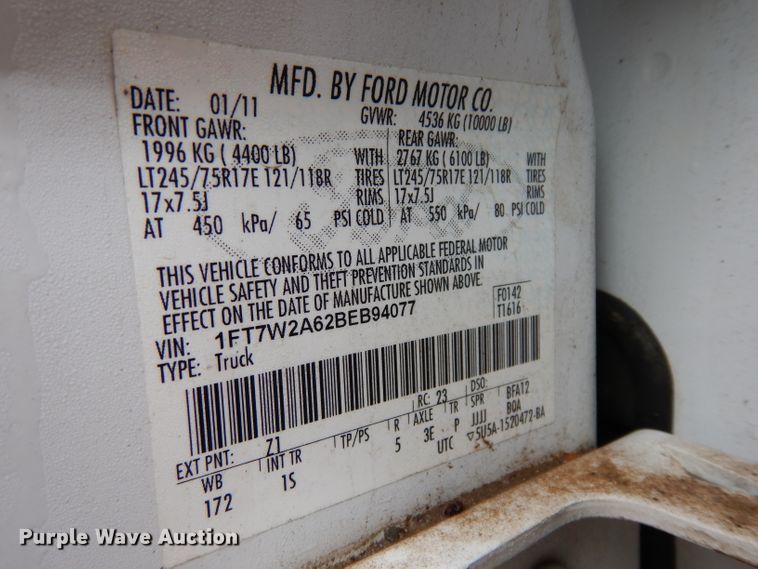 MFD. BY FORD MOTOR CO.
DATE: 01/11 GVWR: 4536 KG (10000 LB)
FRONT GAWR: REAR GAWR:
1996 KG ( 4400 LB) WITH 2767 KG ( 6100 LB) WITH
LT245/75R17E 121/118R TIRES LT245/75R17E 121/118R TIRES
17x7.5J RIMS 17x7.5J RIMS
AT 450 kPa/ 65 PSI COLD AT 550 kPa/ 80 PSI COLD
THIS VEHICLE CONFORMS TO ALL APPLICABLE FEDERAL MOTOR
VEHICLE SAFETY AND THEFT PREVENTION STANDARDS IN
EFFECT ON THE DATE OF MANUFACTURE SHOWN ABOVE.
VIN: 1FT7W2A62BEB94077 F0142
TYPE: Truck T1616
EXT PNT: Z1 RC: 23 DSO:
WB INT TR TP/PS R AXLE TR SPR BFA12
172 1S 5 3E P JJJJ BOA
UTC ▽5U5A-1520472-BA
Purple Wave Auction